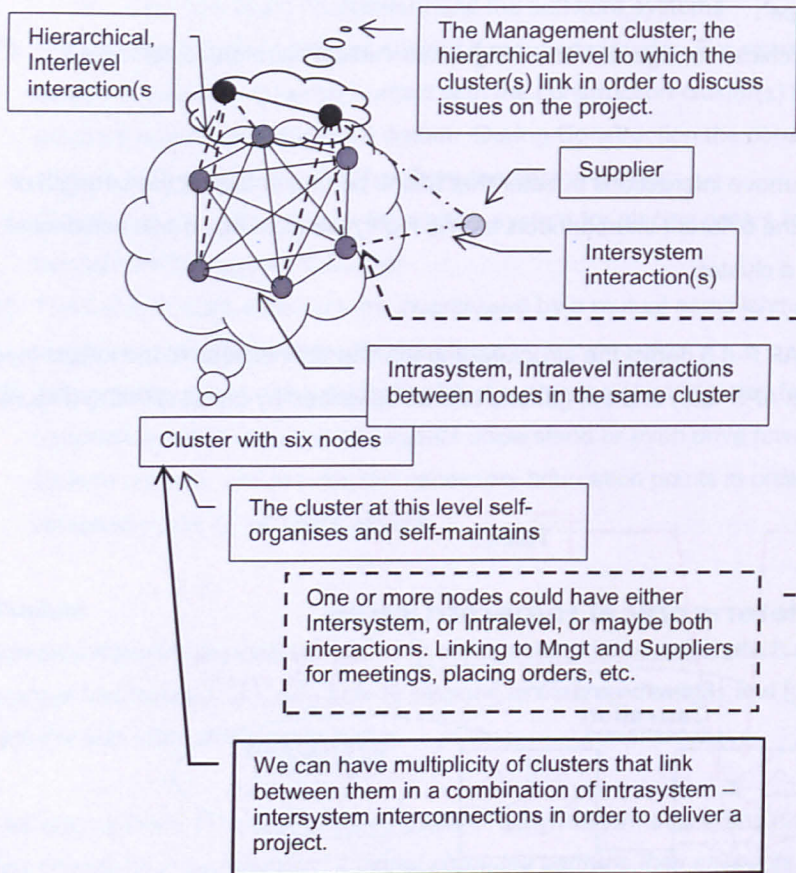 Hierarchical,
Interlevel
interaction(s
The Management cluster; the
hierarchical level to which the
cluster(s) link in order to discuss
issues on the project.
Supplier
Intersystem
interaction(s)
Intrasystem, Intralevel interactions
between nodes in the same cluster
Cluster with six nodes
The cluster at this level self-
organises and self-maintains
One or more nodes could have either
Intersystem, or Intralevel, or maybe both
interactions. Linking to Mngt and Suppliers
for meetings, placing orders, etc.
We can have multiplicity of clusters that link
between them in a combination of intrasystem –
intersystem interconnections in order to deliver a
project.